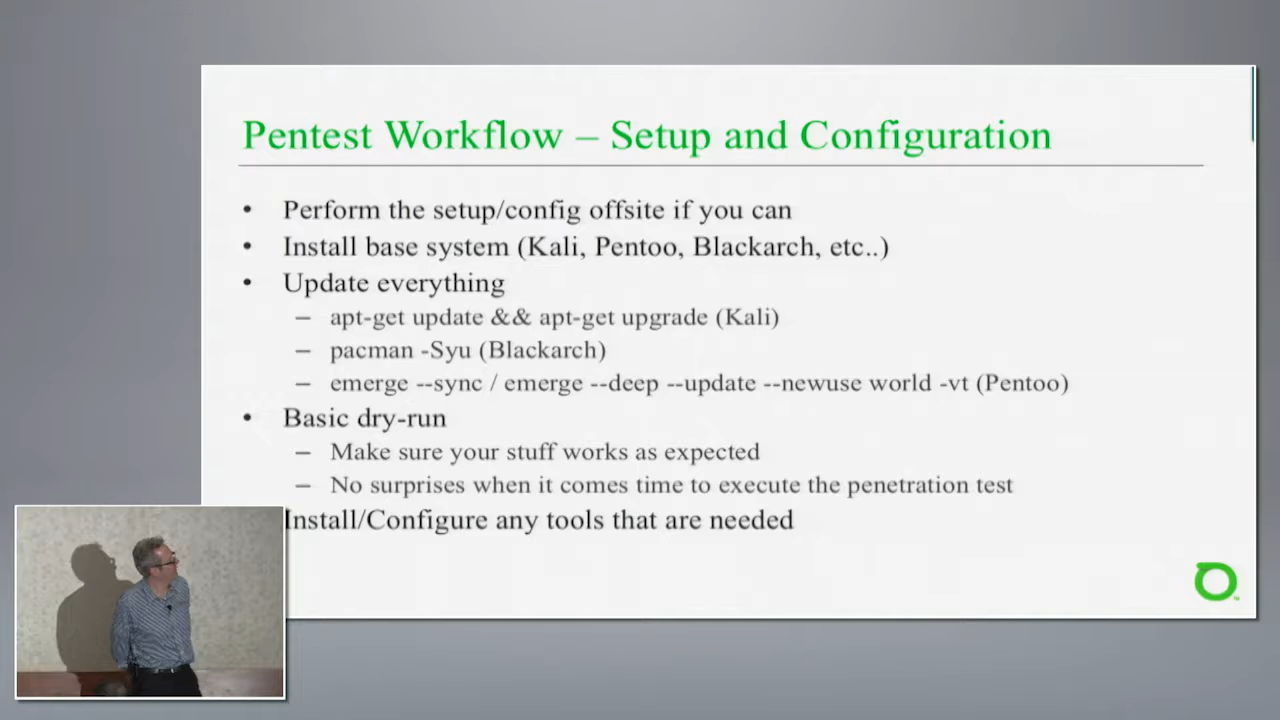 Pentest Workflow – Setup and Configuration
• Perform the setup/config offsite if you can
• Install base system (Kali, Pentoo, Blackarch, etc..)
• Update everything
– apt-get update && apt-get upgrade (Kali)
– pacman -Syu (Blackarch)
– emerge --sync / emerge --deep --update --newuse world -vt (Pentoo)
• Basic dry-run
– Make sure your stuff works as expected
– No surprises when it comes time to execute the penetration test
Install/Configure any tools that are needed